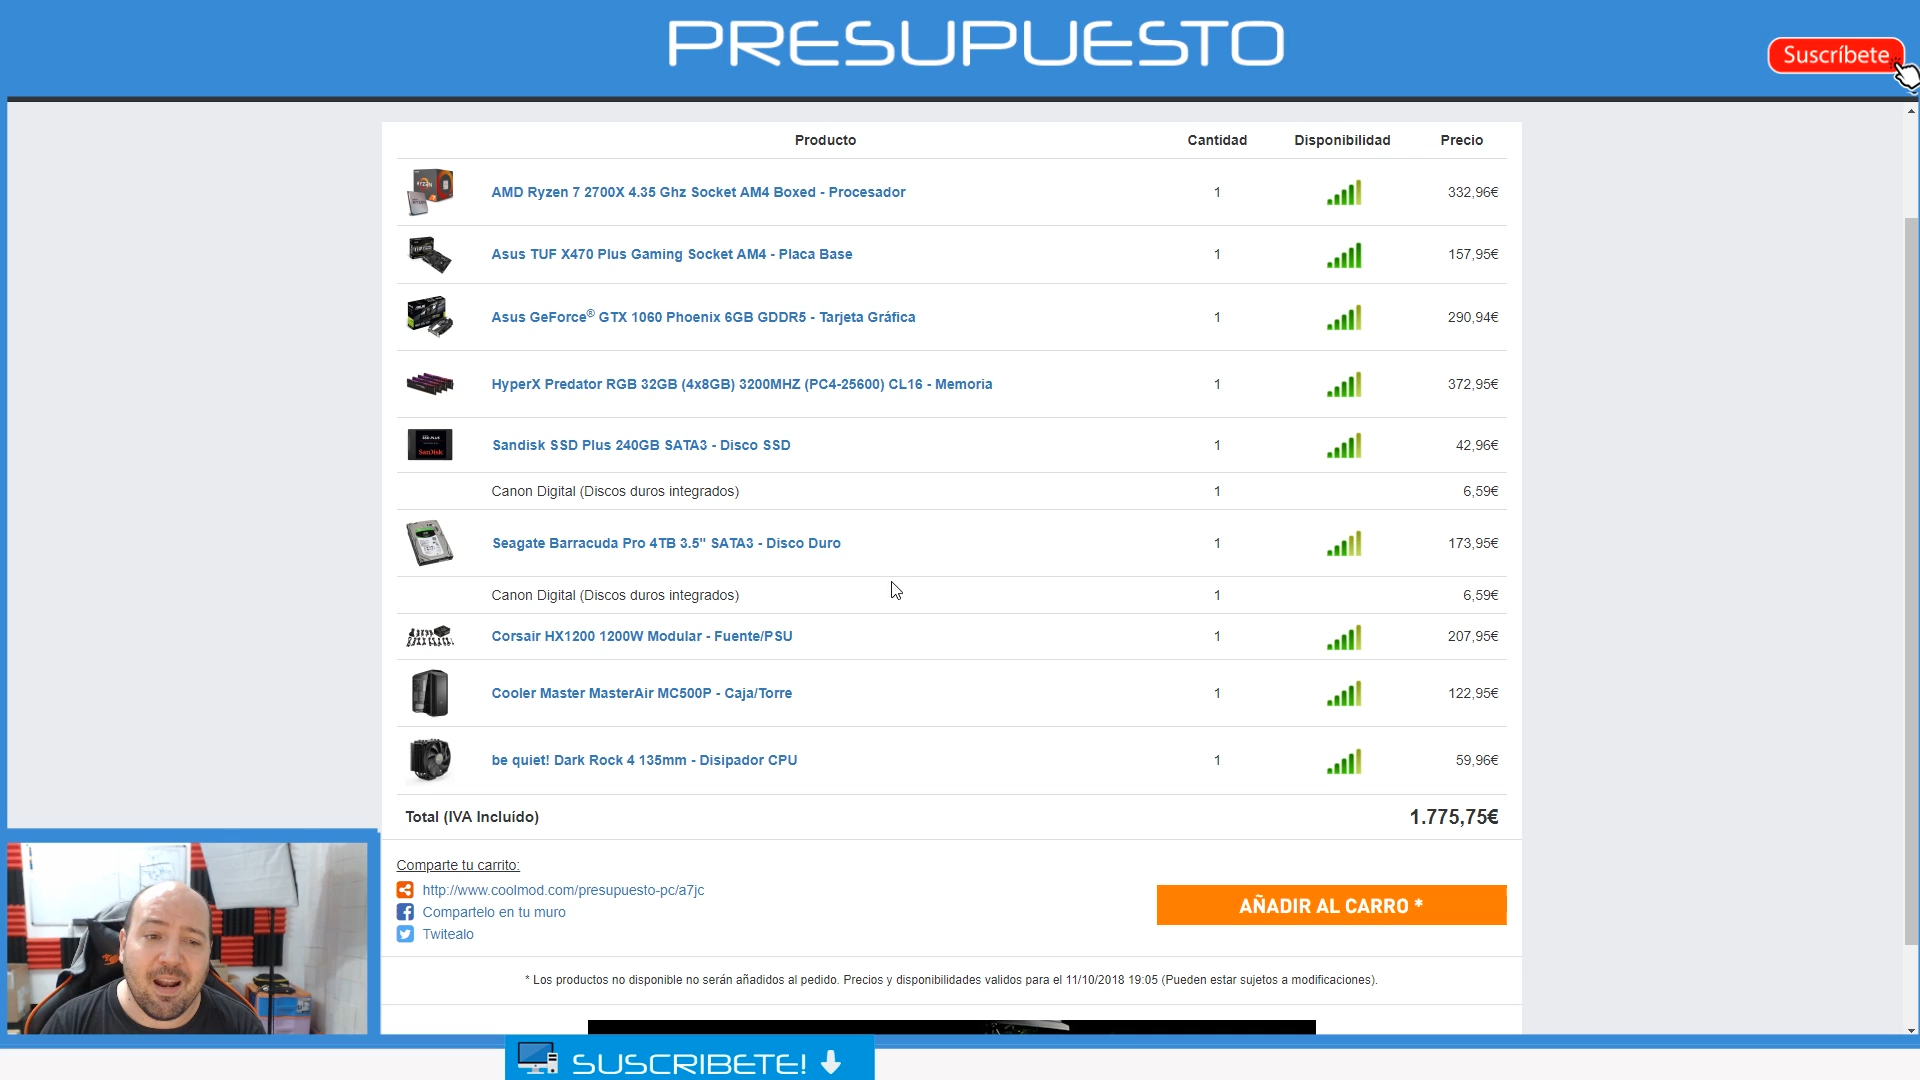 PRESUPUESTO
Suscríbete
Producto Cantidad Disponibilidad Precio
AMD Ryzen 7 2700X 4.35 Ghz Socket AM4 Boxed - Procesador 1 332,96€
Asus TUF X470 Plus Gaming Socket AM4 - Placa Base 1 157,95€
Asus GeForce® GTX 1060 Phoenix 6GB GDDR5 - Tarjeta Gráfica 1 290,94€
HyperX Predator RGB 32GB (4x8GB) 3200MHZ (PC4-25600) CL16 - Memoria 1 372,95€
Sandisk SSD Plus 240GB SATA3 - Disco SSD 1 42,96€
Canon Digital (Discos duros integrados) 1 6,59€
Seagate Barracuda Pro 4TB 3.5" SATA3 - Disco Duro 1 173,95€
Canon Digital (Discos duros integrados) 1 6,59€
Corsair HX1200 1200W Modular - Fuente/PSU 1 207,95€
Cooler Master MasterAir MC500P - Caja/Torre 1 122,95€
be quiet! Dark Rock 4 135mm - Disipador CPU 1 59,96€
Total (IVA Incluído) 1.775,75€
Comparte tu carrito:
http://www.coolmod.com/presupuesto-pc/a7jc
Compartelo en tu muro
Twitealo
AÑADIR AL CARRO *
* Los productos no disponible no serán añadidos al pedido. Precios y disponibilidades validos para el 11/10/2018 19:05 (Pueden estar sujetos a modificaciones).
SUSCRIBETE!